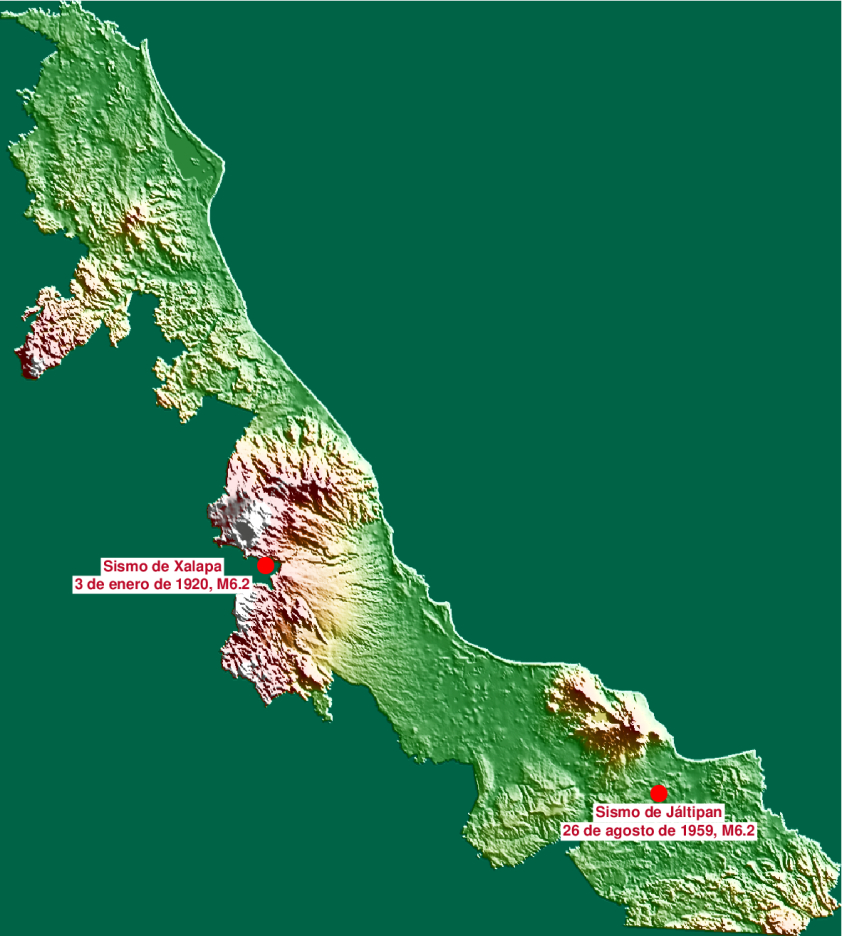 Sismo de Xalapa
3 de enero de 1920, M6.2
Sismo de Jáltipan
26 de agosto de 1959, M6.2